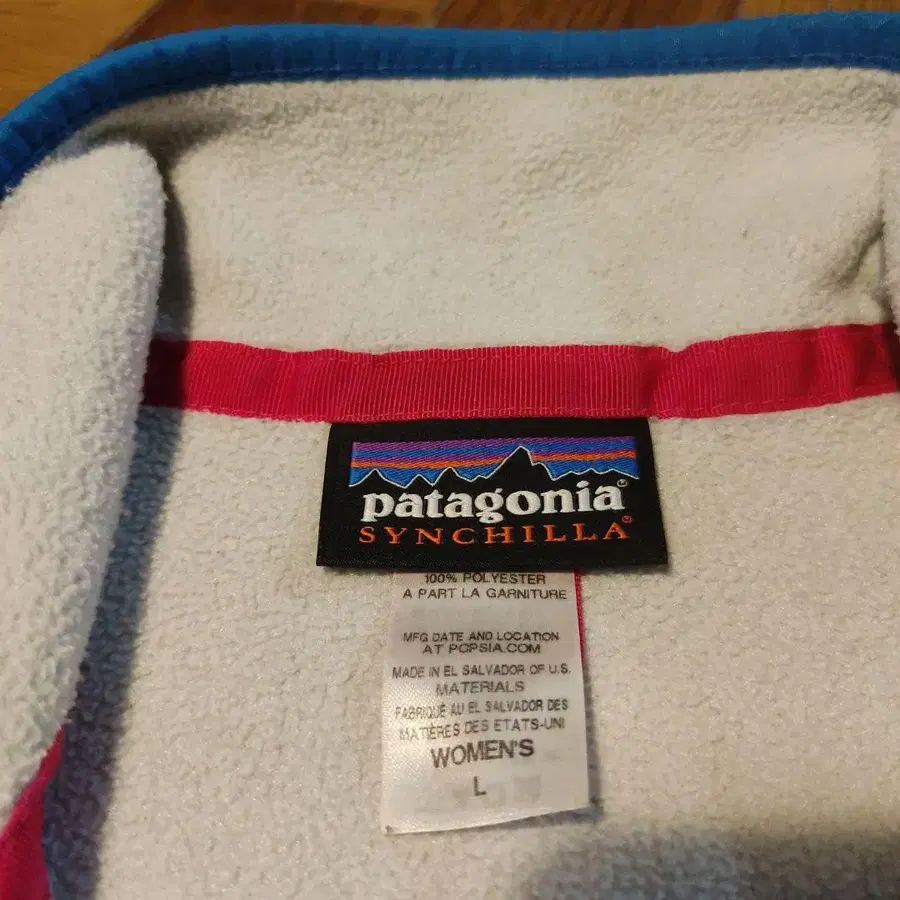 patagonia®
SYNCHILLA®
100% POLYESTER
A PART LA GARNITURE
MFG DATE AND LOCATION
AT PCPSIA.COM
MADE IN EL SALVADOR OF U.S.
MATERIALS
FABRIQUÉ AU EL SALVADOR DES
MATIÈRES DES ETATS-UNI
WOMEN'S
L